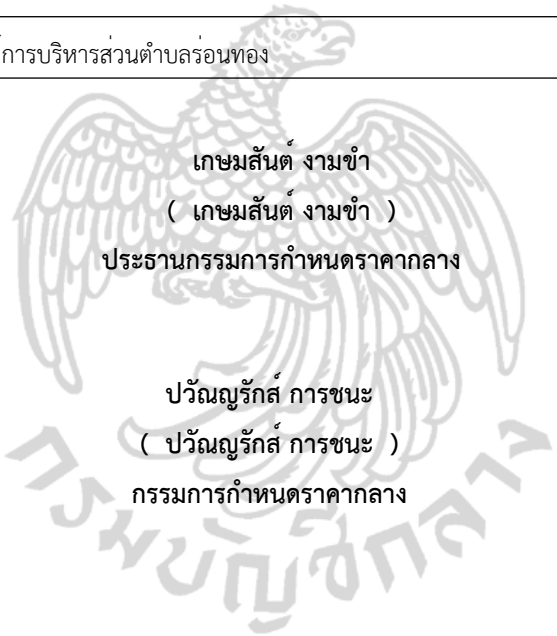 การบริหารส่วนตำบลร่อนทอง
เกษมสันต์ งามขำ
( เกษมสันต์ งามขำ )
ประธานกรรมการกำหนดราคากลาง
ปวัณญรักส์ การชนะ
( ปวัณญรักส์ การชนะ )
กรรมการกำหนดราคากลาง
กรมบัญชีกลาง